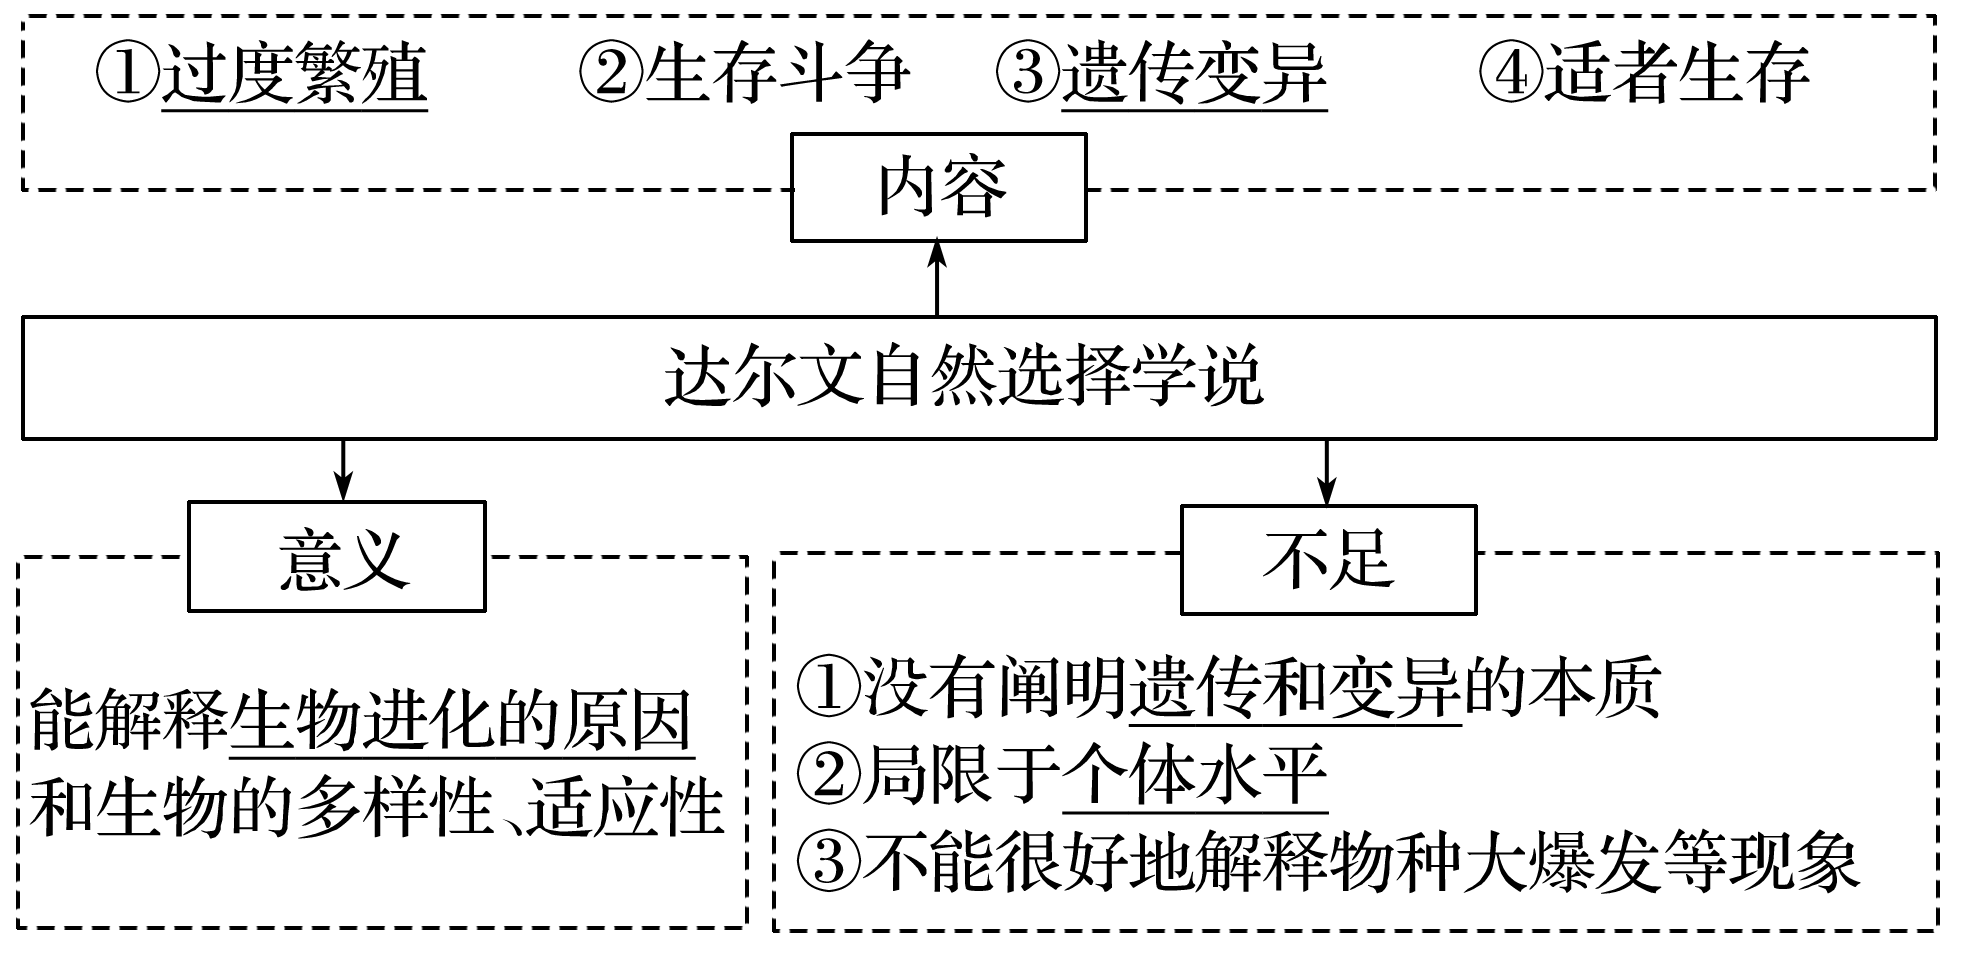 ①过度繁殖 ②生存斗争 ③遗传变异 ④适者生存
内容
达尔文自然选择学说
意义
能解释生物进化的原因
和生物的多样性、适应性
不足
①没有阐明遗传和变异的本质
②局限于个体水平
③不能很好地解释物种大爆发等现象